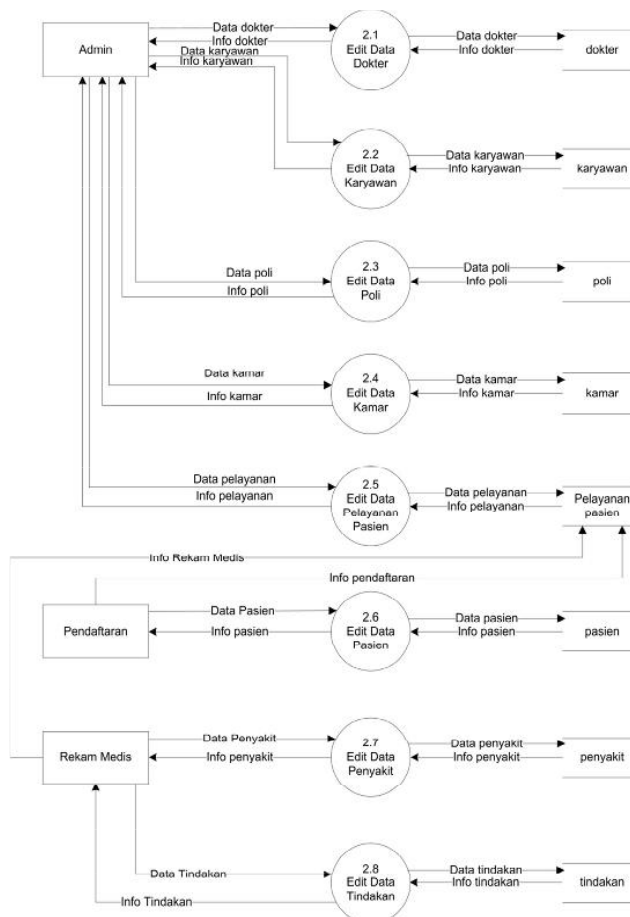 Admin
Data dokter
Info dokter
Data karyawan
Info karyawan
2.1
Edit Data
Dokter
Data dokter
Info dokter
dokter
2.2
Edit Data
Karyawan
Data karyawan
Info karyawan
karyawan
Data poli
Info poli
2.3
Edit Data
Poli
Data poli
Info poli
poli
Data kamar
Info kamar
2.4
Edit Data
Kamar
Data kamar
Info kamar
kamar
Data pelayanan
Info pelayanan
2.5
Edit Data
Pelayanan
Pasien
Data pelayanan
Info pelayanan
Pelayanan
pasien
Info Rekam Medis
Info pendaftaran
Pendaftaran
Data Pasien
Info pasien
2.6
Edit Data
Pasien
Data pasien
Info pasien
pasien
Rekam Medis
Data Penyakit
Info penyakit
2.7
Edit Data
Penyakit
Data penyakit
Info penyakit
penyakit
Data Tindakan
Info Tindakan
2.8
Edit Data
Tindakan
Data tindakan
Info tindakan
tindakan